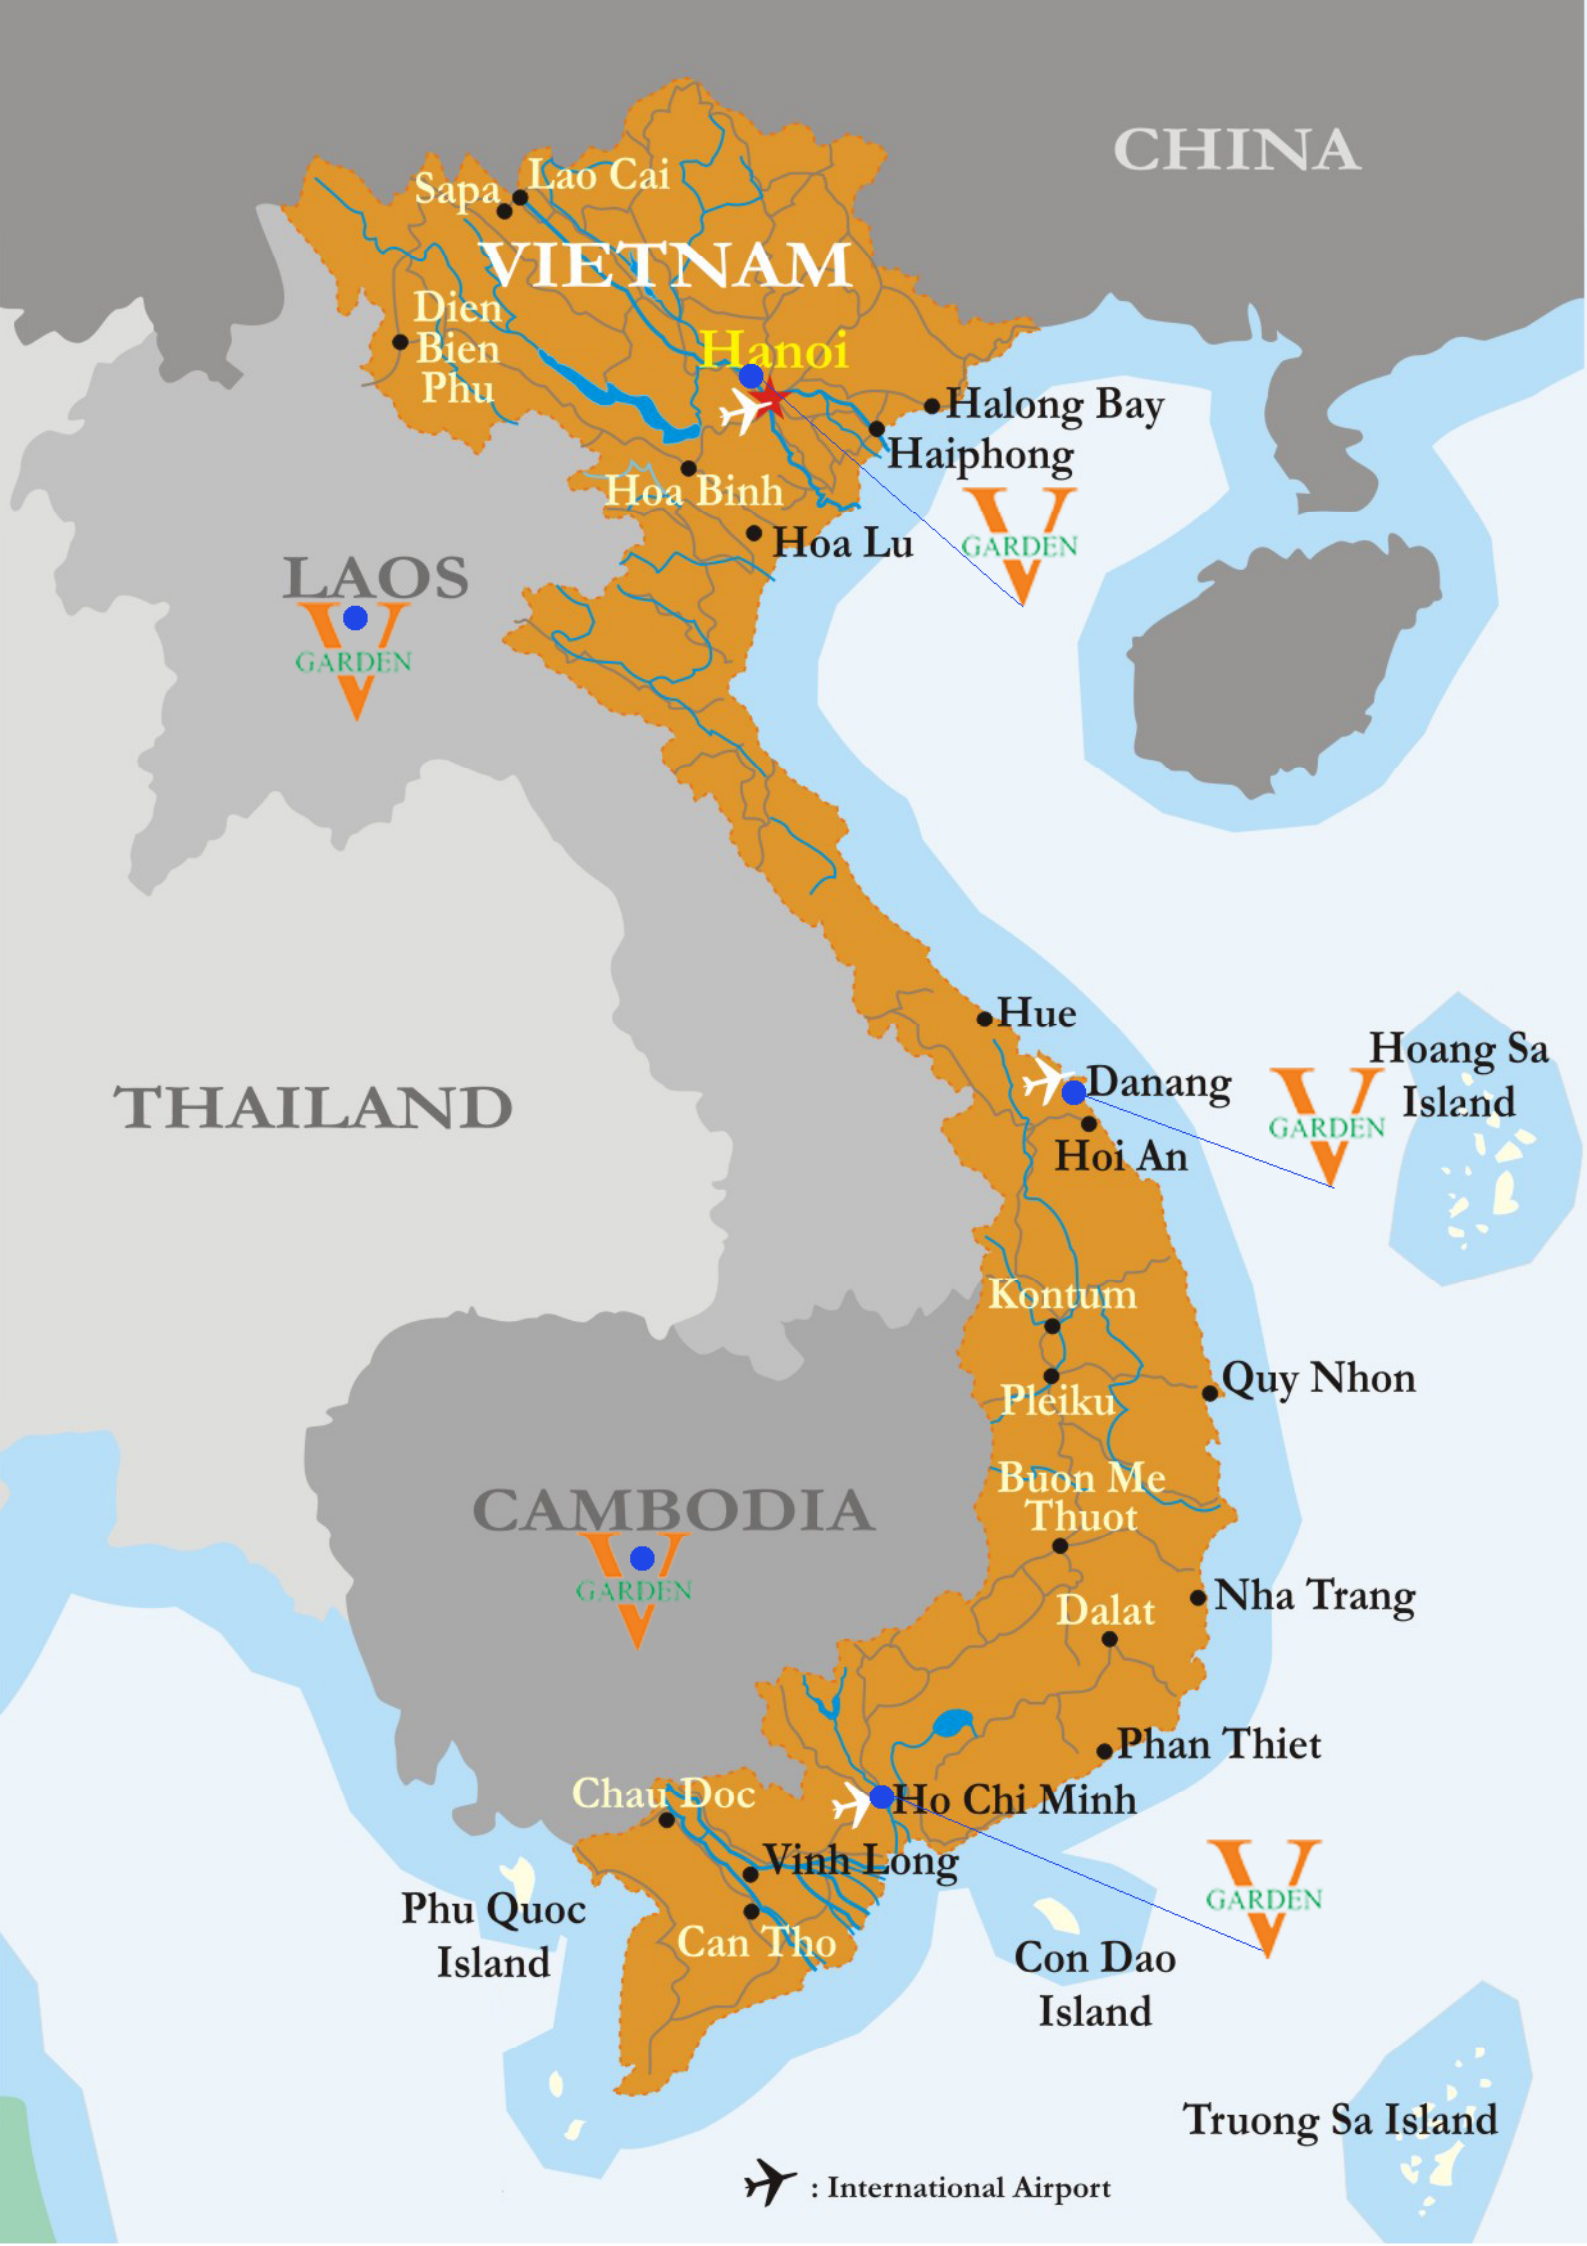 CHINA
Lao Cai
Sapa
VIETNAM
Dien
Bien
Phu
Hanoi
Halong Bay
Haiphong
Hoa Binh
V
GARDEN
Hoa Lu
LAOS
V
GARDEN
Hue
Hoang Sa
Island
Danang
V
GARDEN
THAILAND
Hoi An
Kontum
Quy Nhon
Pleiku
Buon Me
Thuot
CAMBODIA
V
GARDEN
Nha Trang
Dalat
Phan Thiet
Chau Doc
Ho Chi Minh
Vinh Long
V
GARDEN
Phu Quoc
Island
Can Tho
Con Dao
Island
Truong Sa Island
: International Airport